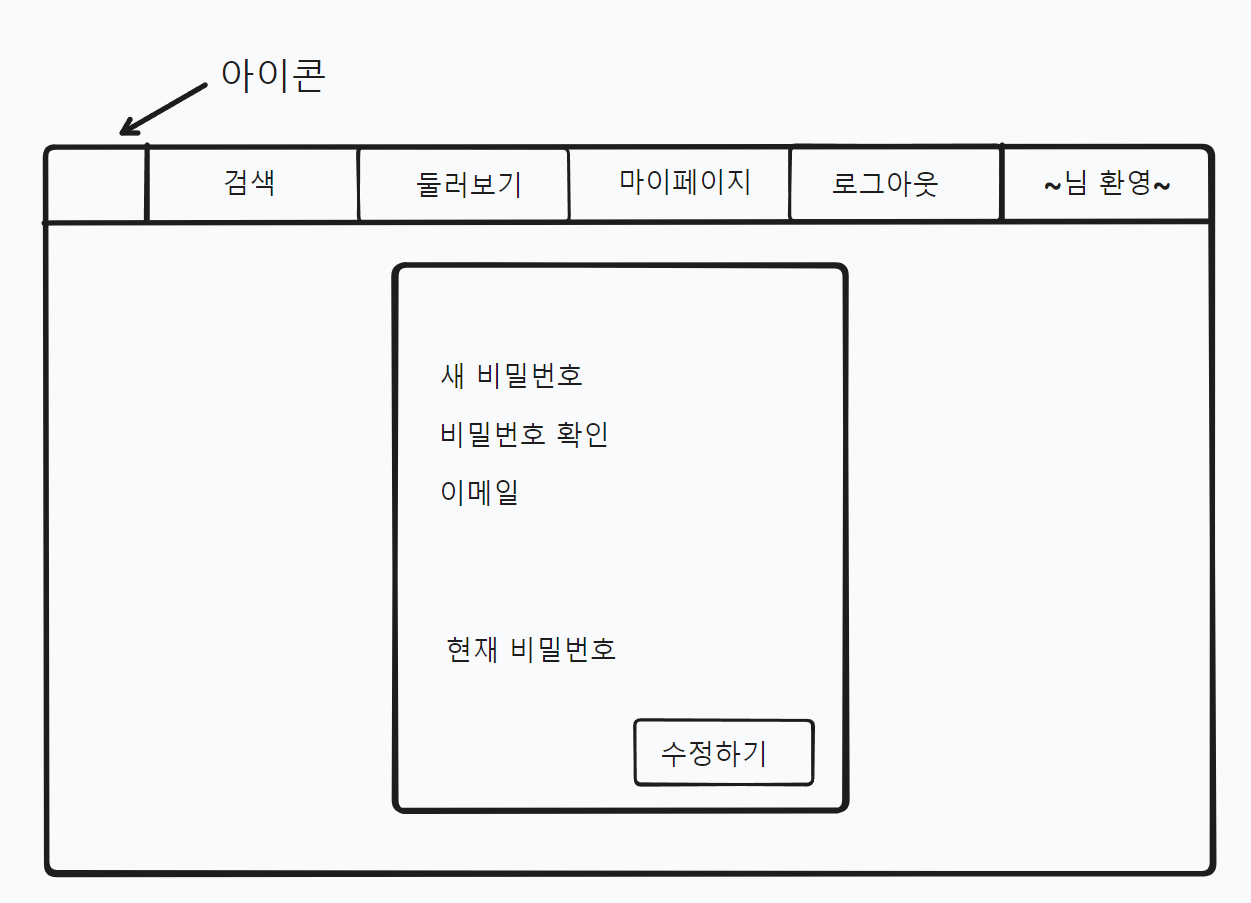 아이콘
검색 둘러보기 마이페이지 로그아웃 ~님 환영~
새 비밀번호
비밀번호 확인
이메일
현재 비밀번호
수정하기